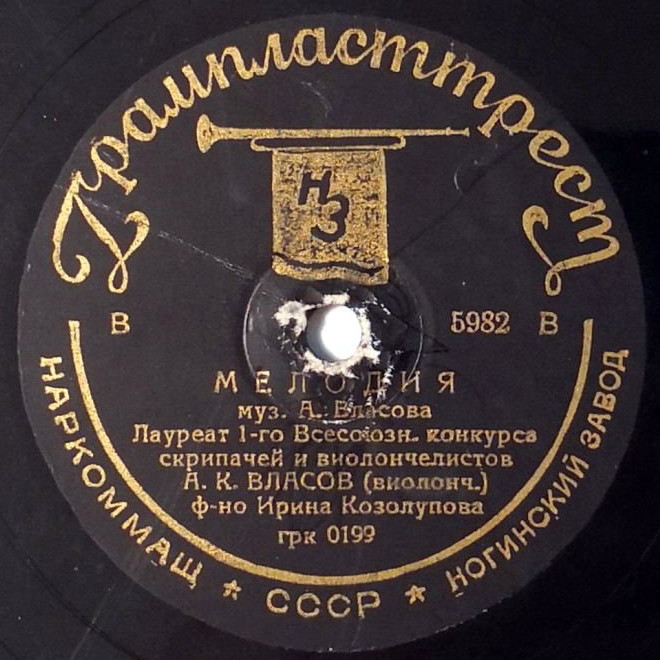 Грампласттрест
НЗ
В 5982 В
МЕЛОДИЯ
муз. А. Власова
Лауреат 1-го Всесоюзн. конкурса
скрипачей и виолончелистов
А. К. ВЛАСОВ (виолонч.)
ф-но Ирина Козолупова
грк 0199
НАРКОММАЩ ★ СССР ★ НОГИНСКИЙ ЗАВОД